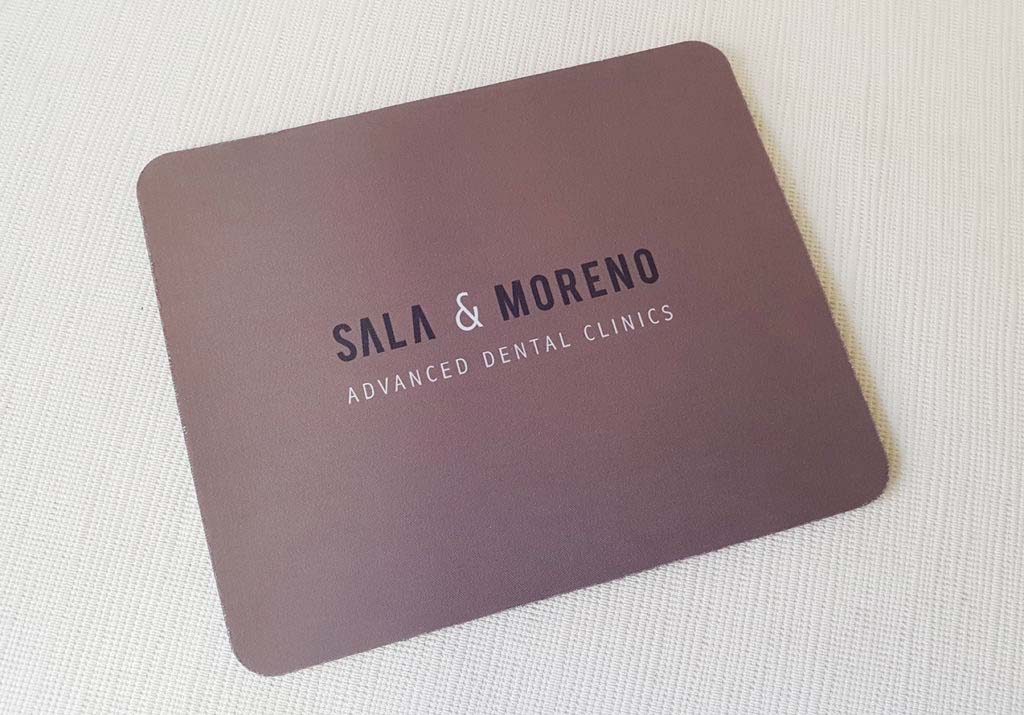 SALA & MORENO
ADVANCED DENTAL CLINICS